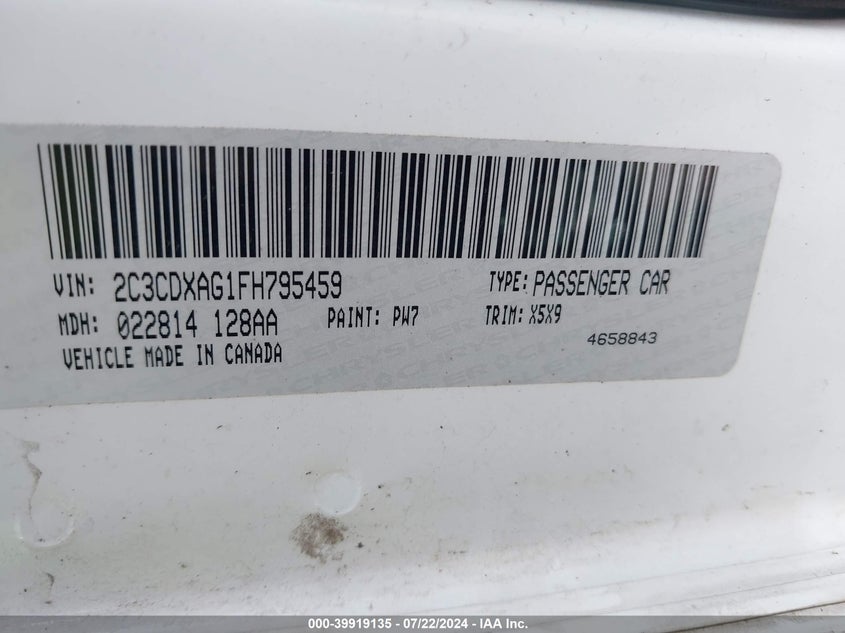 VIN: 2C3CDXAG1FH795459 TYPE: PASSENGER CAR
MDH: 022814 128AA PAINT: PW7 TRIM: X5X9
VEHICLE MADE IN CANADA 4658843
000-39919135 - 07/22/2024 - IAA Inc.